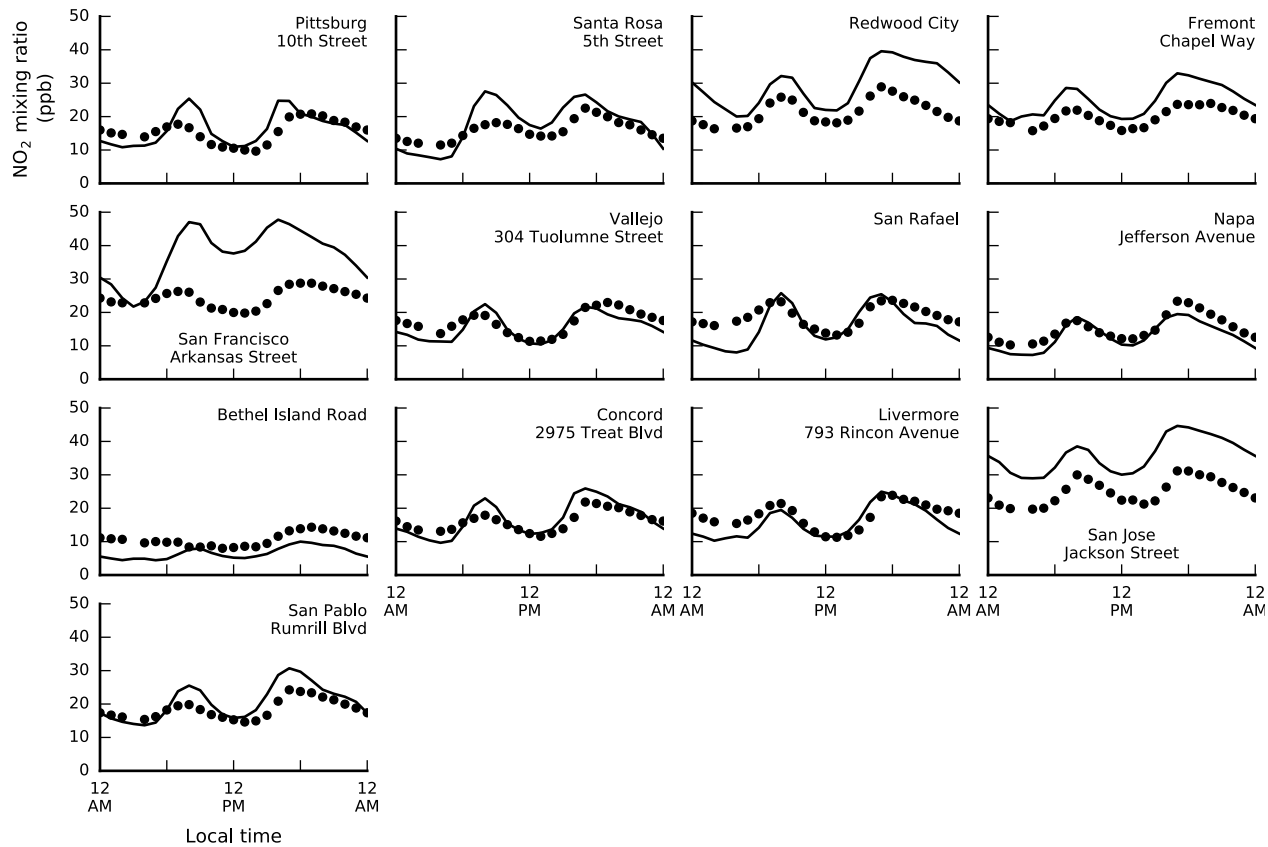 NO2 mixing ratio
(ppb)
50
40
30
20
10
0
Pittsburg
10th Street
Santa Rosa
5th Street
Redwood City
Fremont
Chapel Way
50
40
30
20
10
0
San Francisco
Arkansas Street
Vallejo
304 Tuolumne Street
San Rafael
Napa
Jefferson Avenue
50
40
30
20
10
0
Bethel Island Road
Concord
2975 Treat Blvd
Livermore
793 Rincon Avenue
San Jose
Jackson Street
12
AM
12
PM
12
AM
12
AM
12
PM
12
AM
12
AM
12
PM
12
AM
50
40
30
20
10
0
San Pablo
Rumrill Blvd
12
AM
12
PM
12
AM
Local time